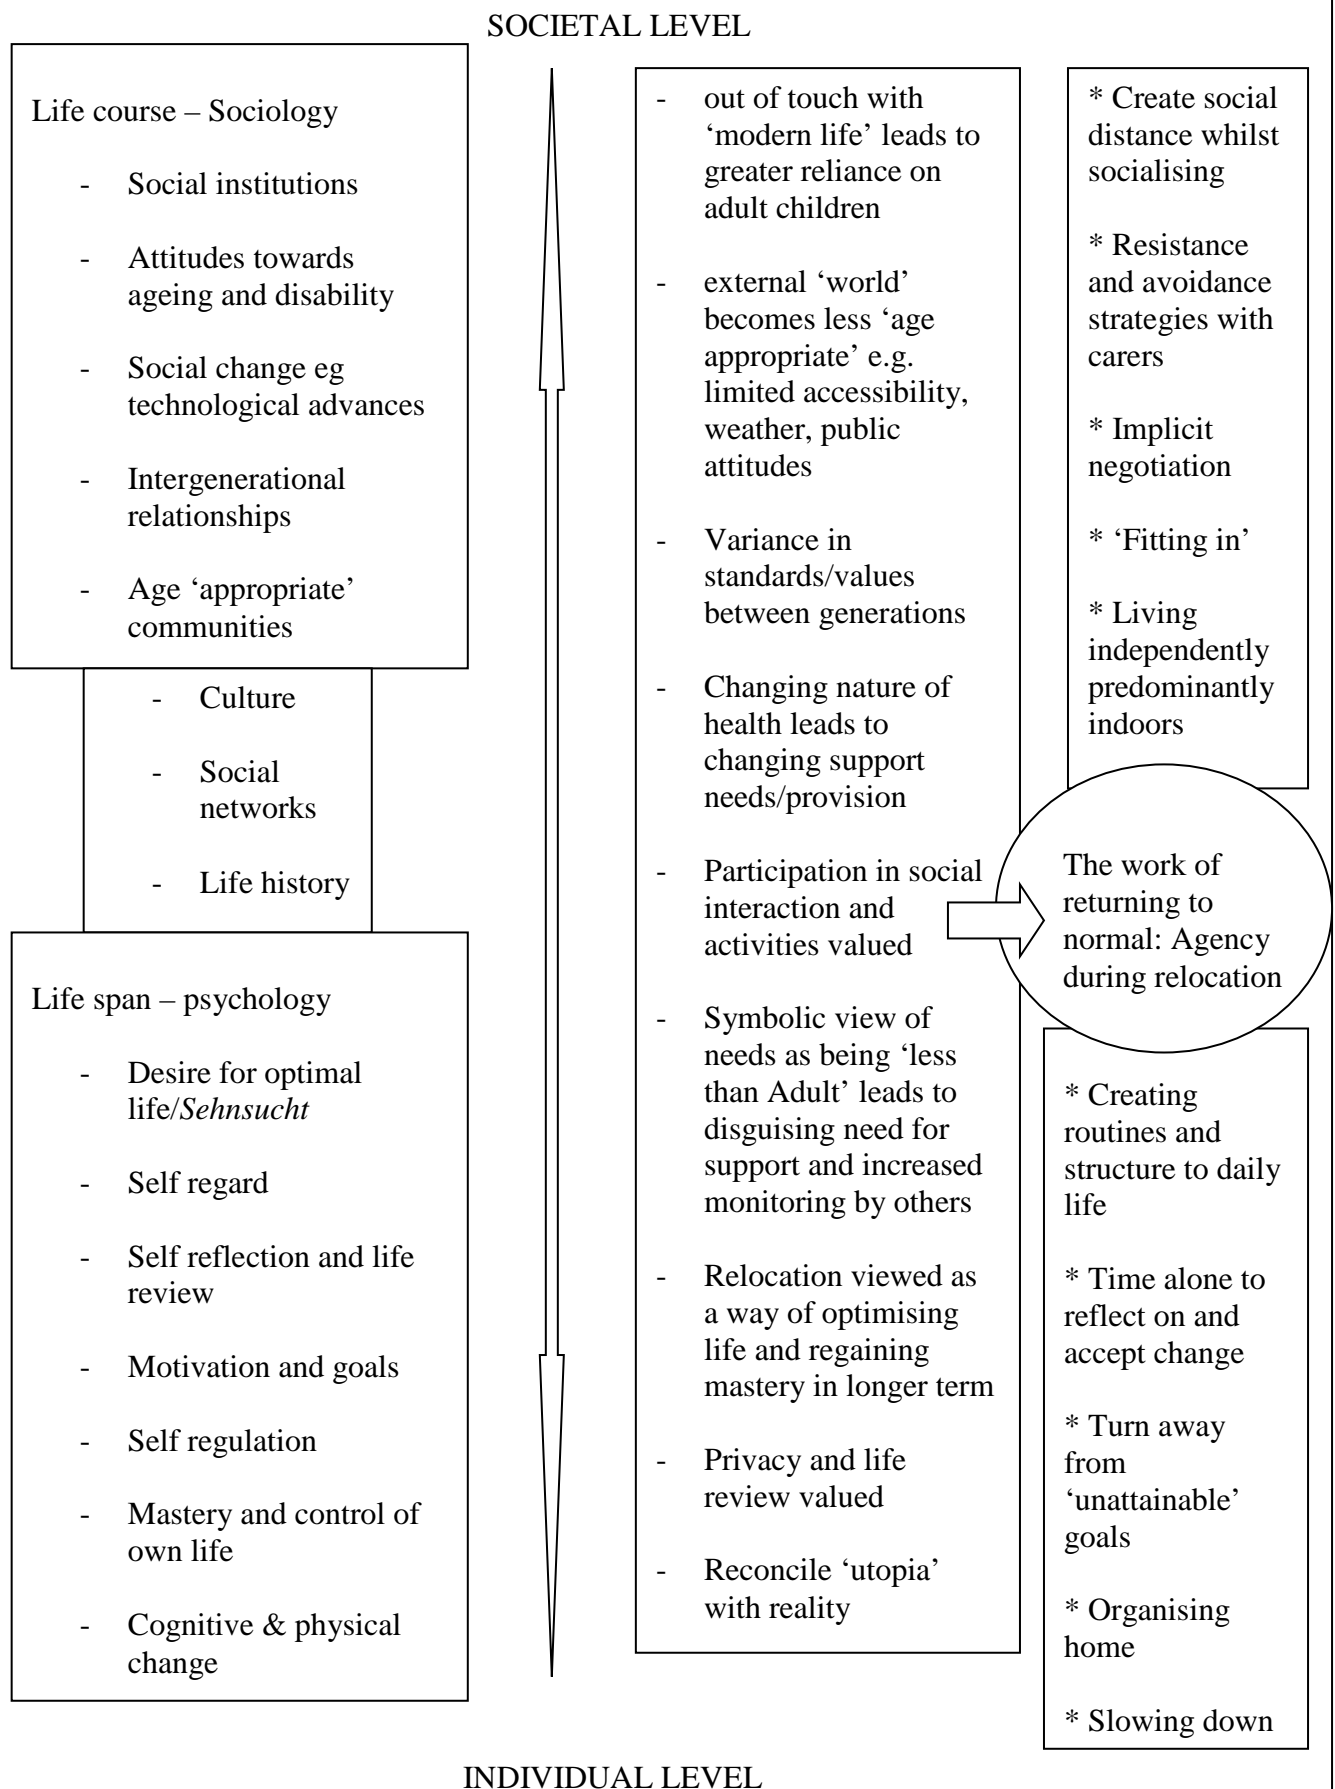 SOCIETAL LEVEL
Life course – Sociology
- Social institutions
- Attitudes towards
ageing and disability
- Social change eg
technological advances
- Intergenerational
relationships
- Age ‘appropriate’
communities
- Culture
- Social
networks
- Life history
Life span – psychology
- Desire for optimal
life/Sehnsucht
- Self regard
- Self reflection and life
review
- Motivation and goals
- Self regulation
- Mastery and control of
own life
- Cognitive & physical
change
- out of touch with
‘modern life’ leads to
greater reliance on
adult children
- external ‘world’
becomes less ‘age
appropriate’ e.g.
limited accessibility,
weather, public
attitudes
- Variance in
standards/values
between generations
- Changing nature of
health leads to
changing support
needs/provision
- Participation in social
interaction and
activities valued
- Symbolic view of
needs as being ‘less
than Adult’ leads to
disguising need for
support and increased
monitoring by others
- Relocation viewed as
a way of optimising
life and regaining
mastery in longer term
- Privacy and life
review valued
- Reconcile ‘utopia’
with reality
* Create social
distance whilst
socialising
* Resistance
and avoidance
strategies with
carers
* Implicit
negotiation
* ‘Fitting in’
* Living
independently
predominantly
indoors
The work of
returning to
normal: Agency
during relocation
* Creating
routines and
structure to daily
life
* Time alone to
reflect on and
accept change
* Turn away
from
‘unattainable’
goals
* Organising
home
* Slowing down
INDIVIDUAL LEVEL